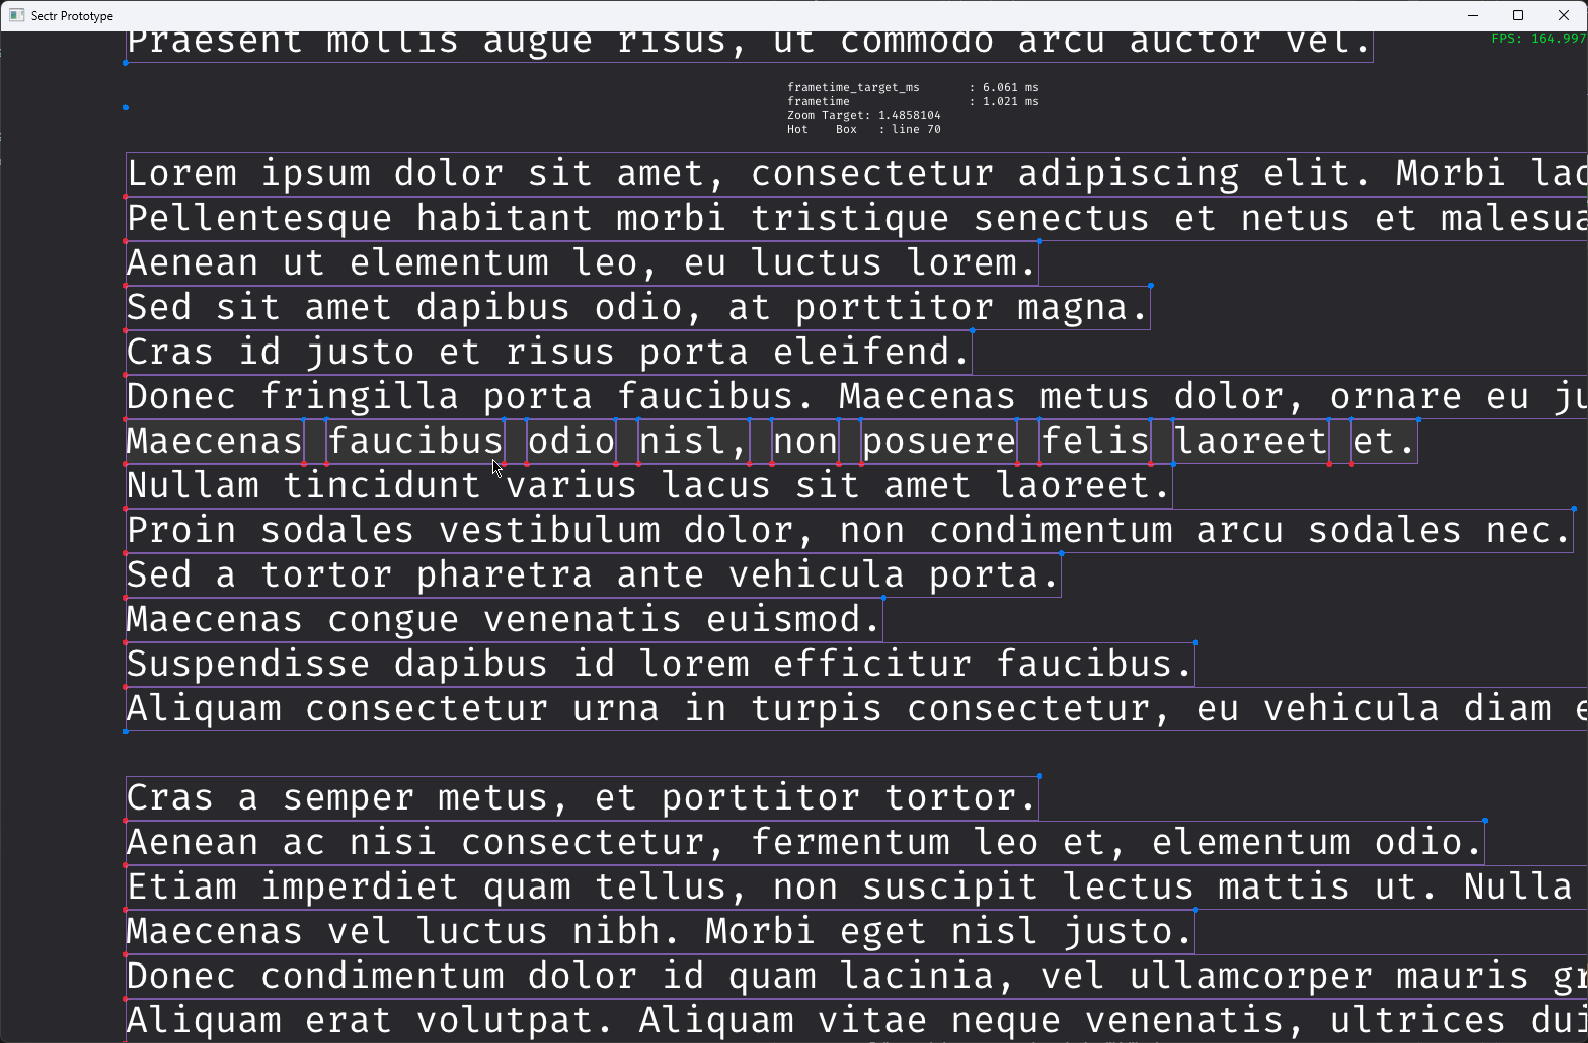 Sectr Prototype
Praesent mollis augue risus, ut commodo arcu auctor vel.
FPS: 164.997
frametime_target_ms : 6.061 ms
frametime : 1.021 ms
Zoom Target: 1.4858104
Hot Box : line 70
Lorem ipsum dolor sit amet, consectetur adipiscing elit. Morbi lac
Pellentesque habitant morbi tristique senectus et netus et malesua
Aenean ut elementum leo, eu luctus lorem.
Sed sit amet dapibus odio, at porttitor magna.
Cras id justo et risus porta eleifend.
Donec fringilla porta faucibus. Maecenas metus dolor, ornare eu ju
Maecenas faucibus odio nisl, non posuere felis laoreet et.
Nullam tincidunt varius lacus sit amet laoreet.
Proin sodales vestibulum dolor, non condimentum arcu sodales nec.
Sed a tortor pharetra ante vehicula porta.
Maecenas congue venenatis euismod.
Suspendisse dapibus id lorem efficitur faucibus.
Aliquam consectetur urna in turpis consectetur, eu vehicula diam e
Cras a semper metus, et porttitor tortor.
Aenean ac nisi consectetur, fermentum leo et, elementum odio.
Etiam imperdiet quam tellus, non suscipit lectus mattis ut. Nulla
Maecenas vel luctus nibh. Morbi eget nisl justo.
Donec condimentum dolor id quam lacinia, vel ullamcorper mauris gr
Aliquam erat volutpat. Aliquam vitae neque venenatis, ultrices dui